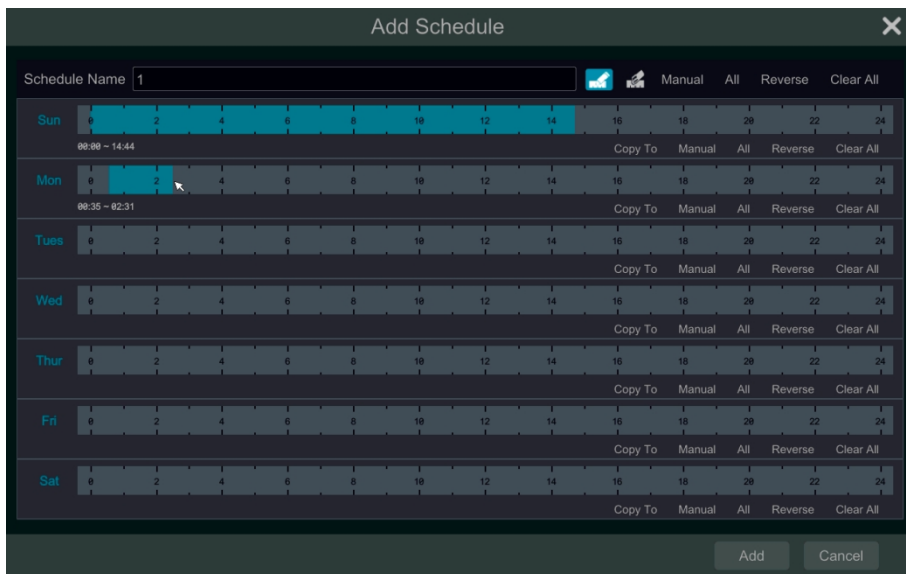 Add Schedule
Schedule Name 1 Manual All Reverse Clear All
Sun 0 2 4 6 8 10 12 14 16 18 20 22 24
00:00 ~ 14:44 Copy To Manual All Reverse Clear All
Mon 0 2 4 6 8 10 12 14 16 18 20 22 24
00:35 ~ 02:31 Copy To Manual All Reverse Clear All
Tues 0 2 4 6 8 10 12 14 16 18 20 22 24
Copy To Manual All Reverse Clear All
Wed 0 2 4 6 8 10 12 14 16 18 20 22 24
Copy To Manual All Reverse Clear All
Thur 0 2 4 6 8 10 12 14 16 18 20 22 24
Copy To Manual All Reverse Clear All
Fri 0 2 4 6 8 10 12 14 16 18 20 22 24
Copy To Manual All Reverse Clear All
Sat 0 2 4 6 8 10 12 14 16 18 20 22 24
Copy To Manual All Reverse Clear All
Add Cancel